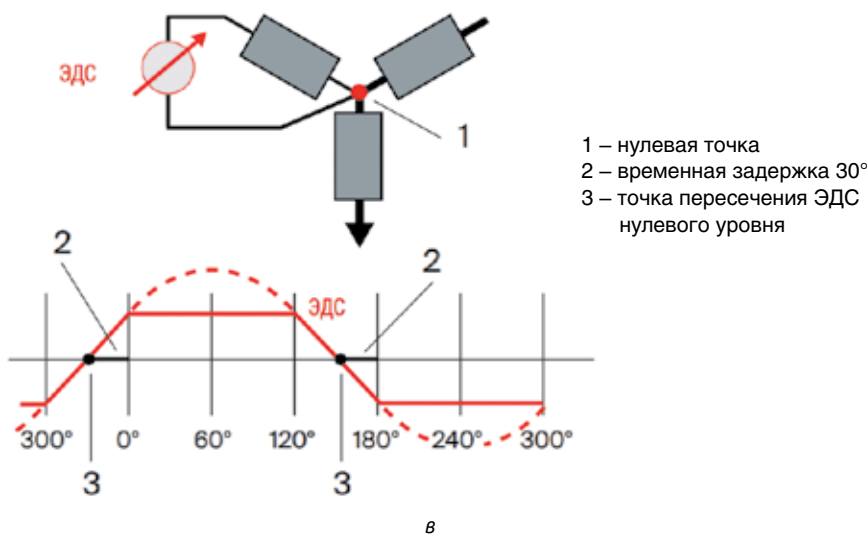 ЭДС
1
1 – нулевая точка
2 – временная задержка 30°
3 – точка пересечения ЭДС
нулевого уровня
2
2
ЭДС
300° 0° 60° 120° 180° 240° 300°
3
3
в